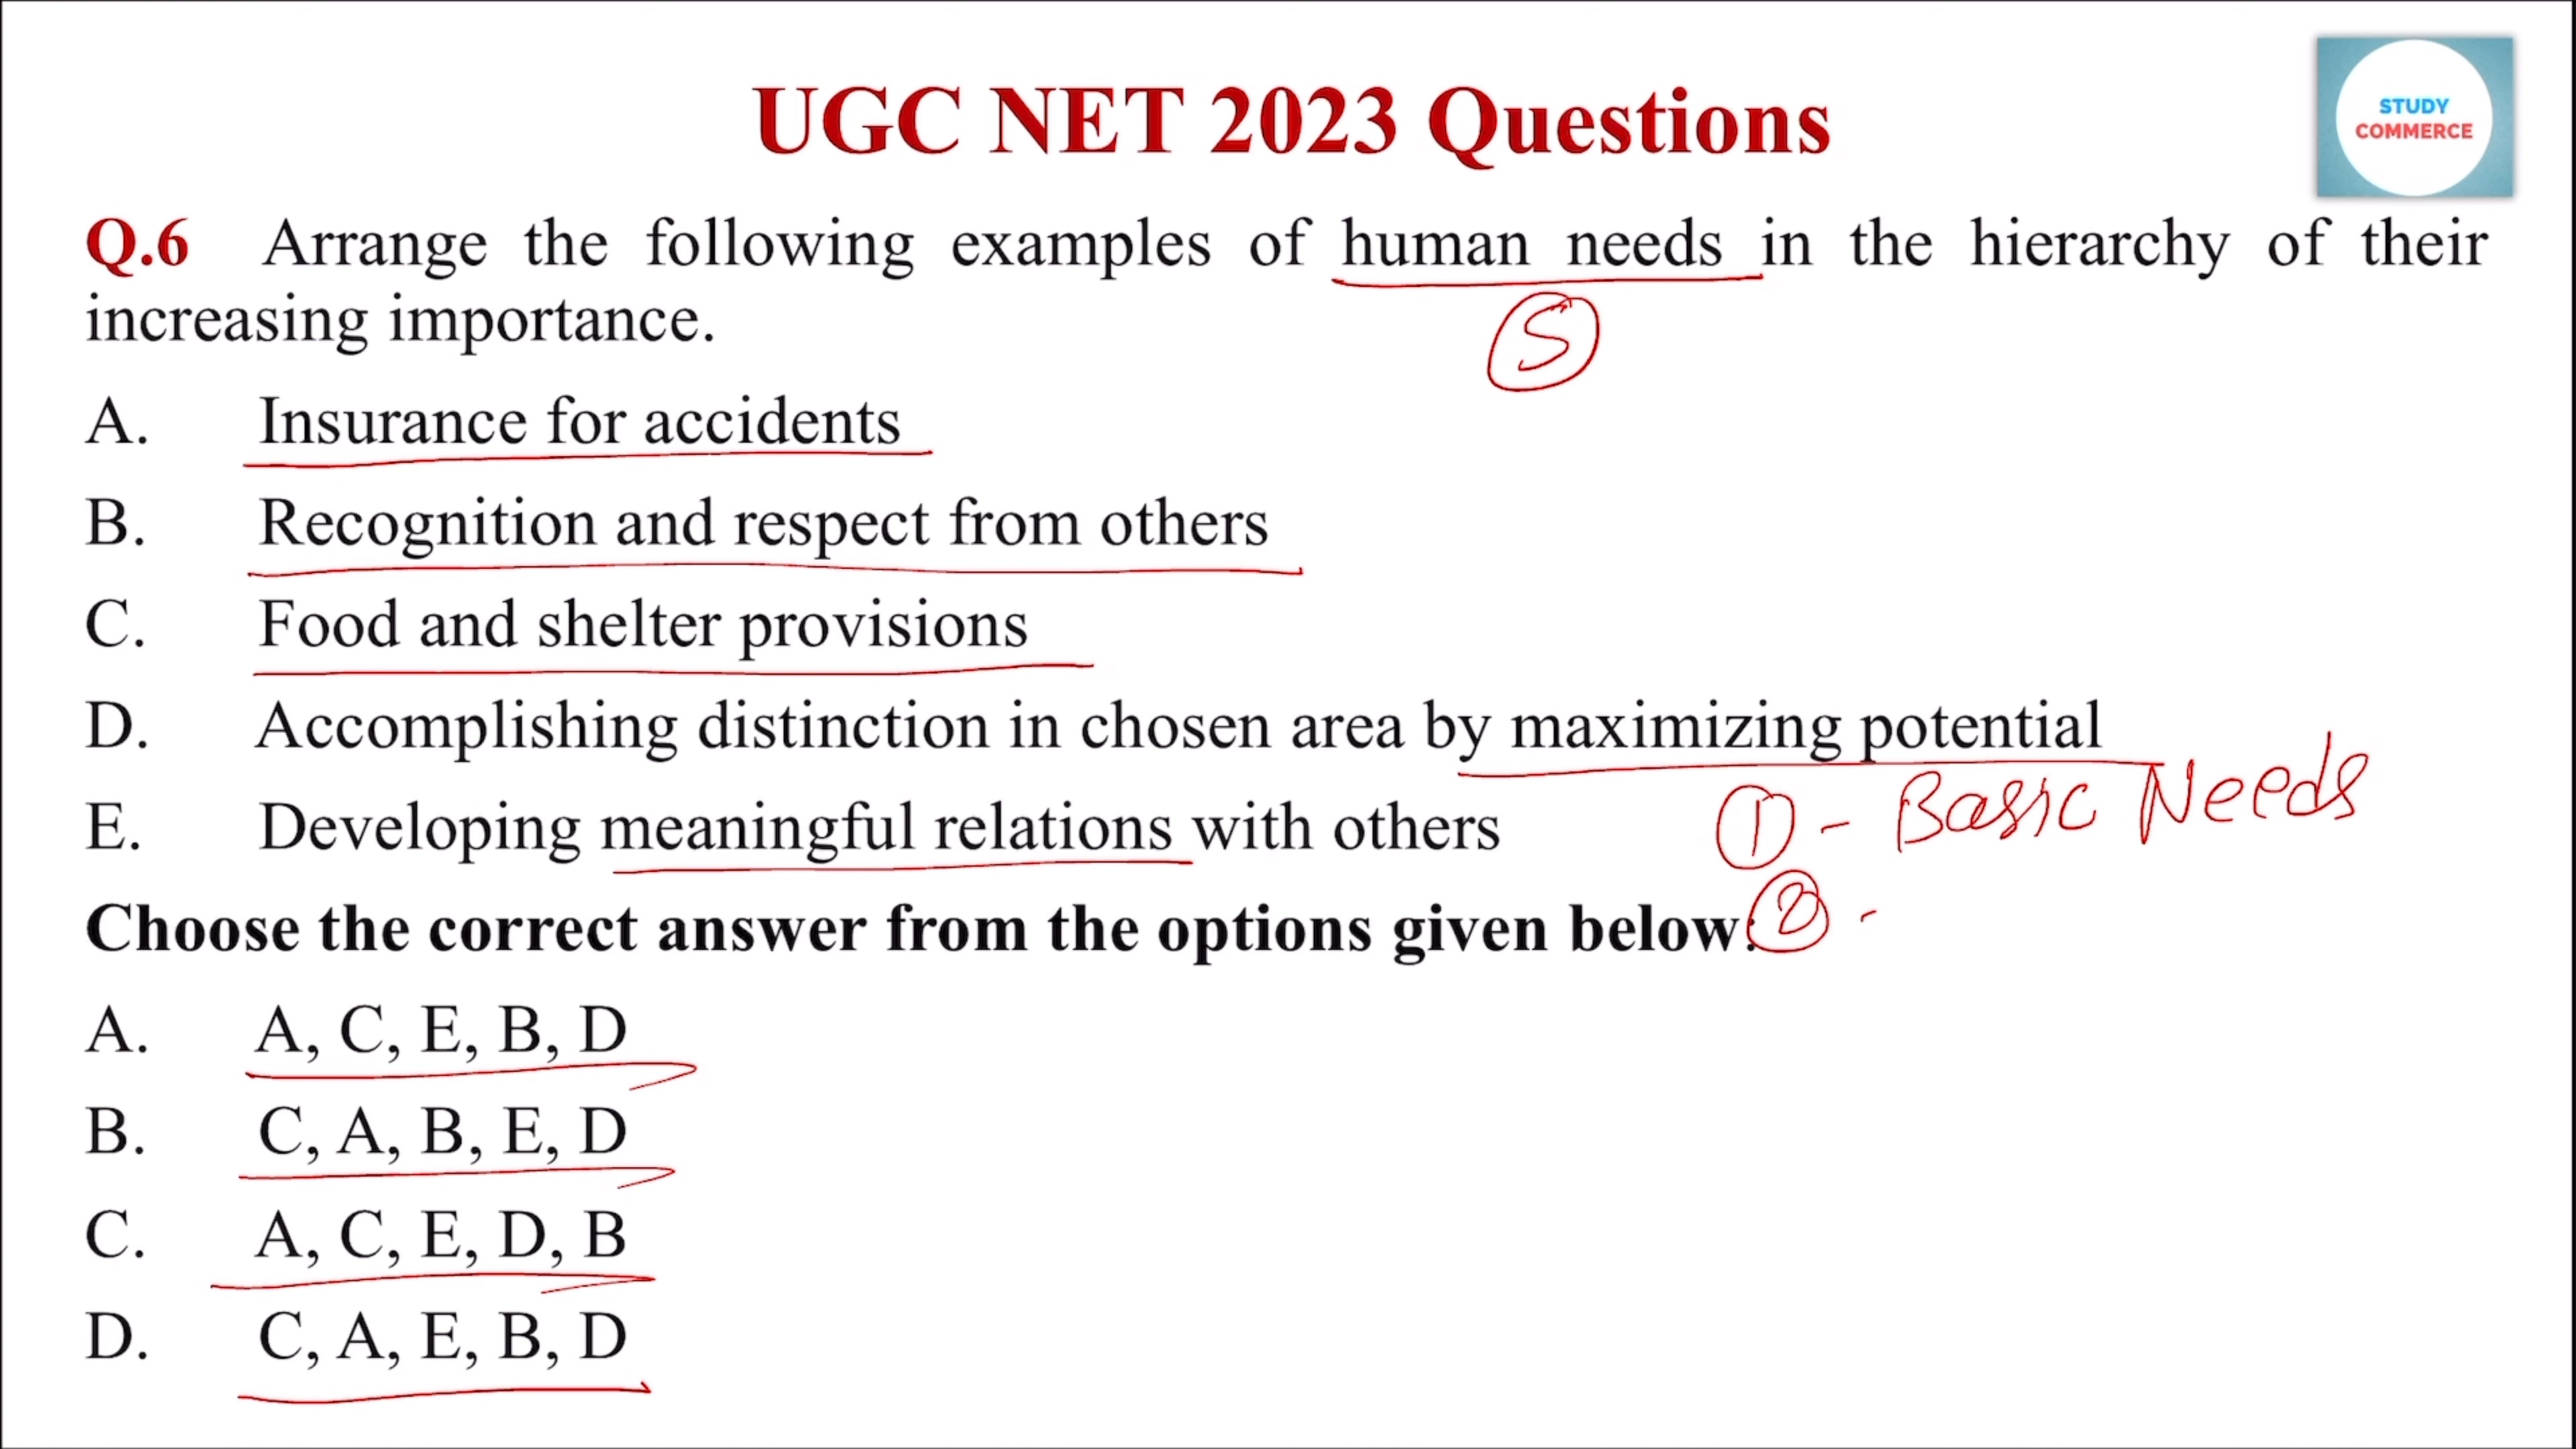 UGC NET 2023 Questions
STUDY
COMMERCE
Q.6 Arrange the following examples of human needs in the hierarchy of their
increasing importance.
5
A. Insurance for accidents
B. Recognition and respect from others
C. Food and shelter provisions
D. Accomplishing distinction in chosen area by maximizing potential
E. Developing meaningful relations with others
1 - Basic Needs
Choose the correct answer from the options given below:
2 -
A. A, C, E, B, D
B. C, A, B, E, D
C. A, C, E, D, B
D. C, A, E, B, D